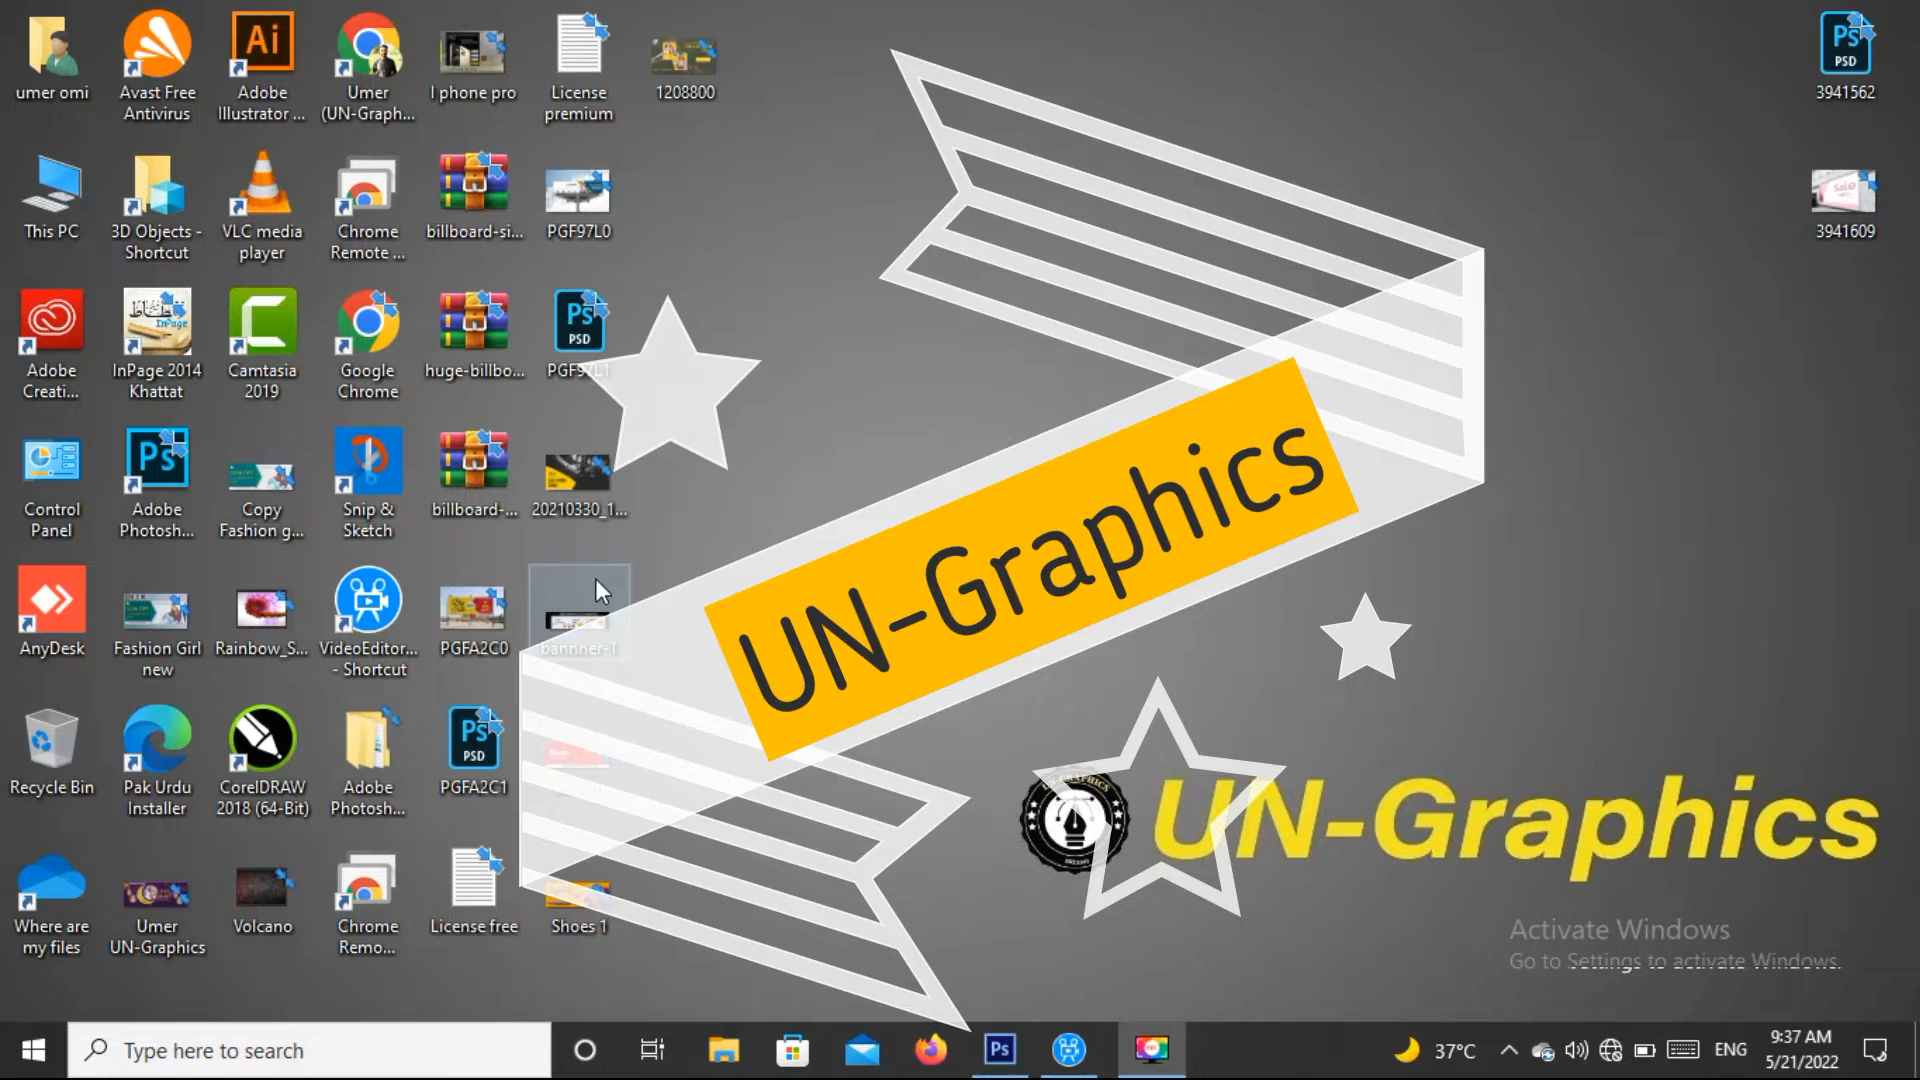 umer omi
Avast Free
Antivirus
Adobe
Illustrator ...
Umer
(UN-Graph...
I phone pro
License
premium
1208800
3941562
This PC
3D Objects -
Shortcut
VLC media
player
Chrome
Remote ...
billboard-si...
PGF97L0
3941609
Adobe
Creati...
InPage 2014
Khattat
Camtasia
2019
Google
Chrome
huge-billbo...
PGF97L1
Control
Panel
Adobe
Photosh...
Copy
Fashion g...
Snip &
Sketch
billboard-...
20210330_1...
AnyDesk
Fashion Girl
new
Rainbow_S...
VideoEditor...
- Shortcut
PGFA2C0
bannner-1
UN-Graphics
Recycle Bin
Pak Urdu
Installer
CorelDRAW
2018 (64-Bit)
Adobe
Photosh...
PGFA2C1
UN-Graphics
Where are
my files
Umer
UN-Graphics
Volcano
Chrome
Remo...
License free
Shoes 1
Activate Windows
Go to Settings to activate Windows.
Type here to search
Ps
37°C
ENG
9:37 AM
5/21/2022